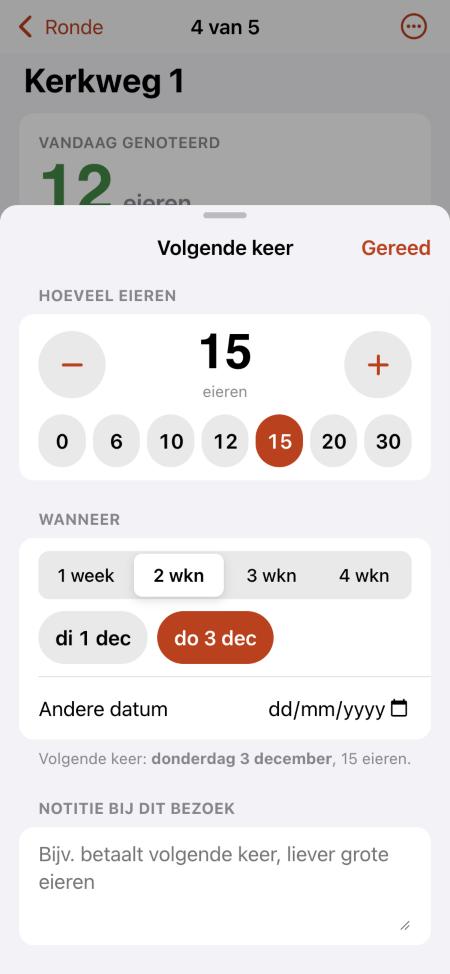 Ronde
4 van 5
Kerkweg 1
VANDAAG GENOTEERD
12 eieren
Volgende keer
Gereed
HOEVEEL EIEREN
15
eieren
0 6 10 12 15 20 30
WANNEER
1 week 2 wkn 3 wkn 4 wkn
di 1 dec do 3 dec
Andere datum dd/mm/yyyy
Volgende keer: donderdag 3 december, 15 eieren.
NOTITIE BIJ DIT BEZOEK
Bijv. betaalt volgende keer, liever grote
eieren